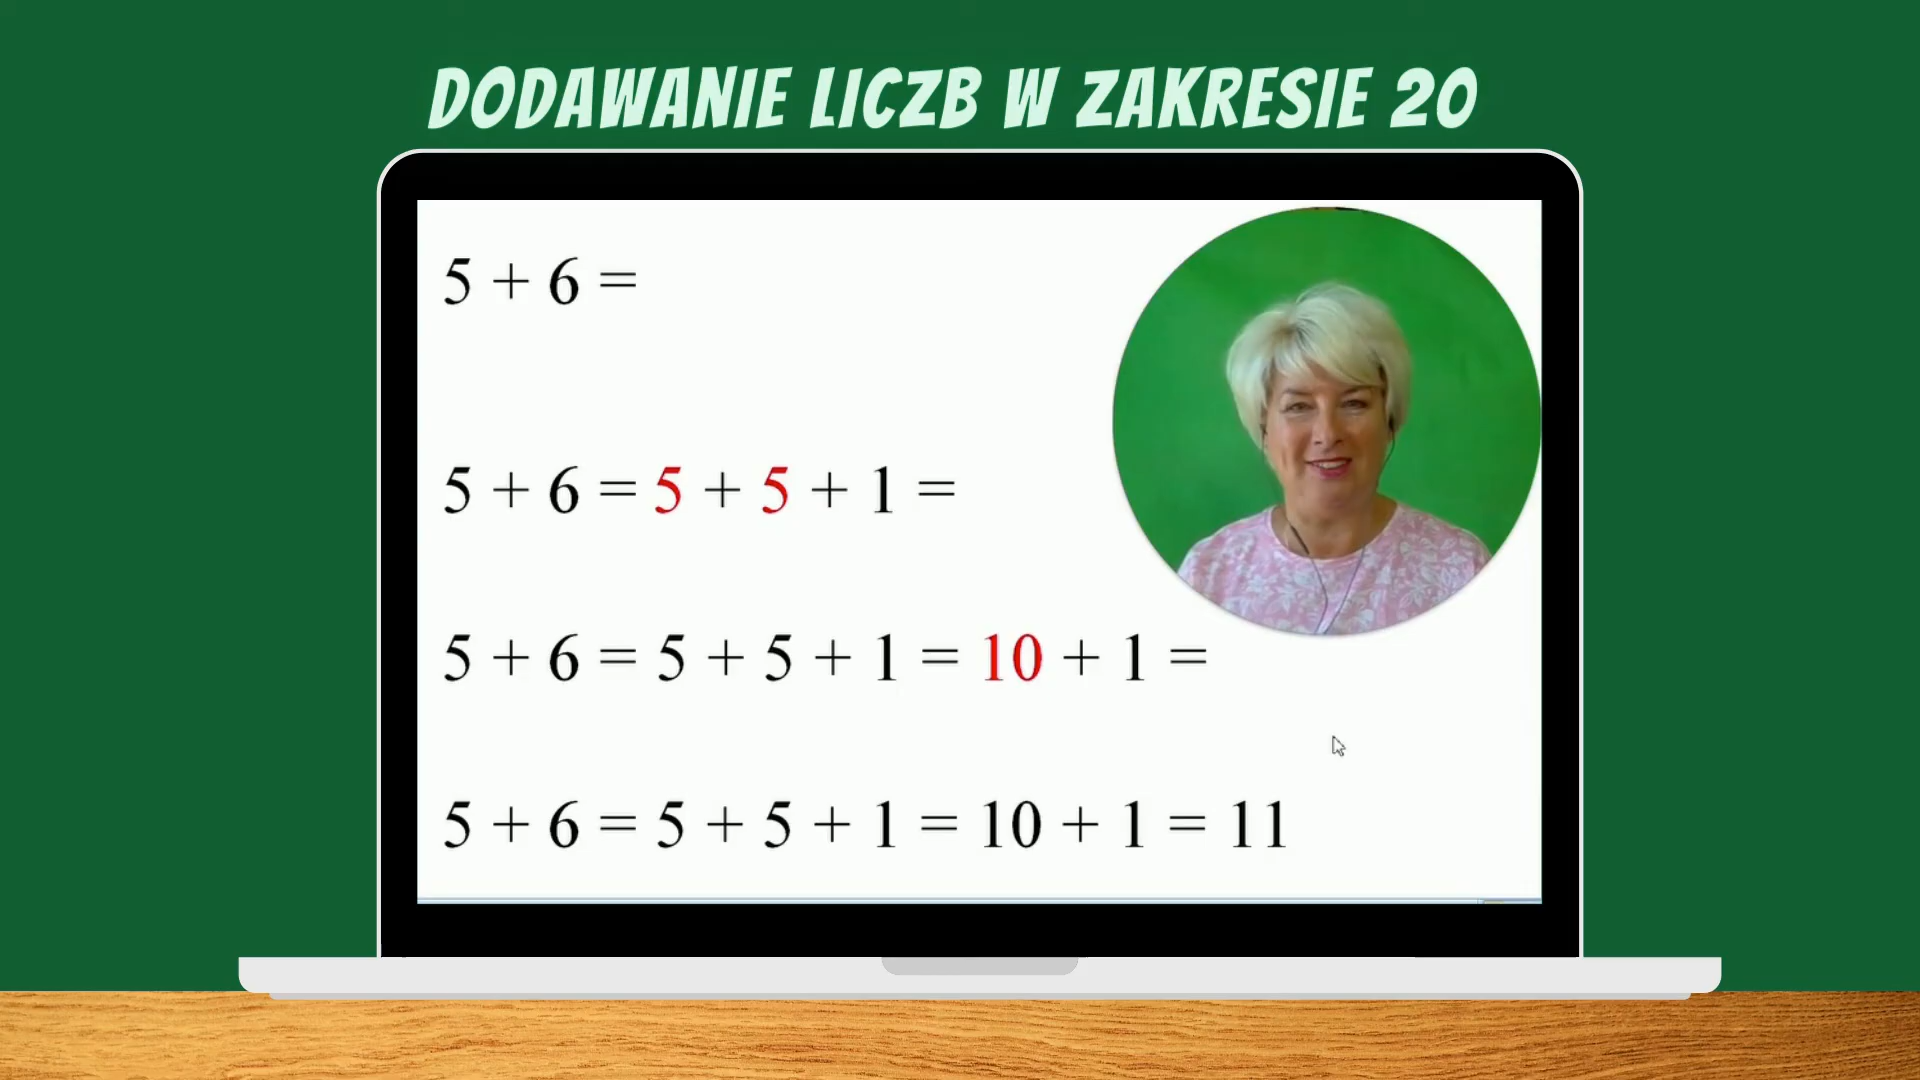 DODAWANIE LICZB W ZAKRESIE 20
5 + 6 =
5 + 6 = 5 + 5 + 1 =
5 + 6 = 5 + 5 + 1 = 10 + 1 =
5 + 6 = 5 + 5 + 1 = 10 + 1 = 11